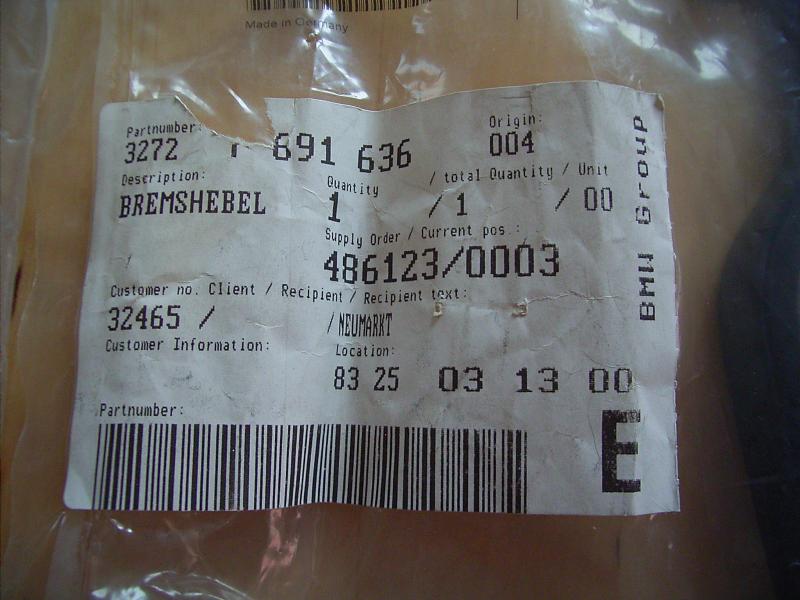 Made in Germany
Partnumber: Origin:
3272 691 636 004
Description: Quantity / total Quantity / Unit
BREMSHEBEL 1 / 1 / 00
Supply Order / Current pos.:
486123/0003
Customer no. Client / Recipient / Recipient text:
32465 / / NEUMARKT
Customer Information: Location:
83 25 03 13 00
Partnumber:
E
BMW GROUP